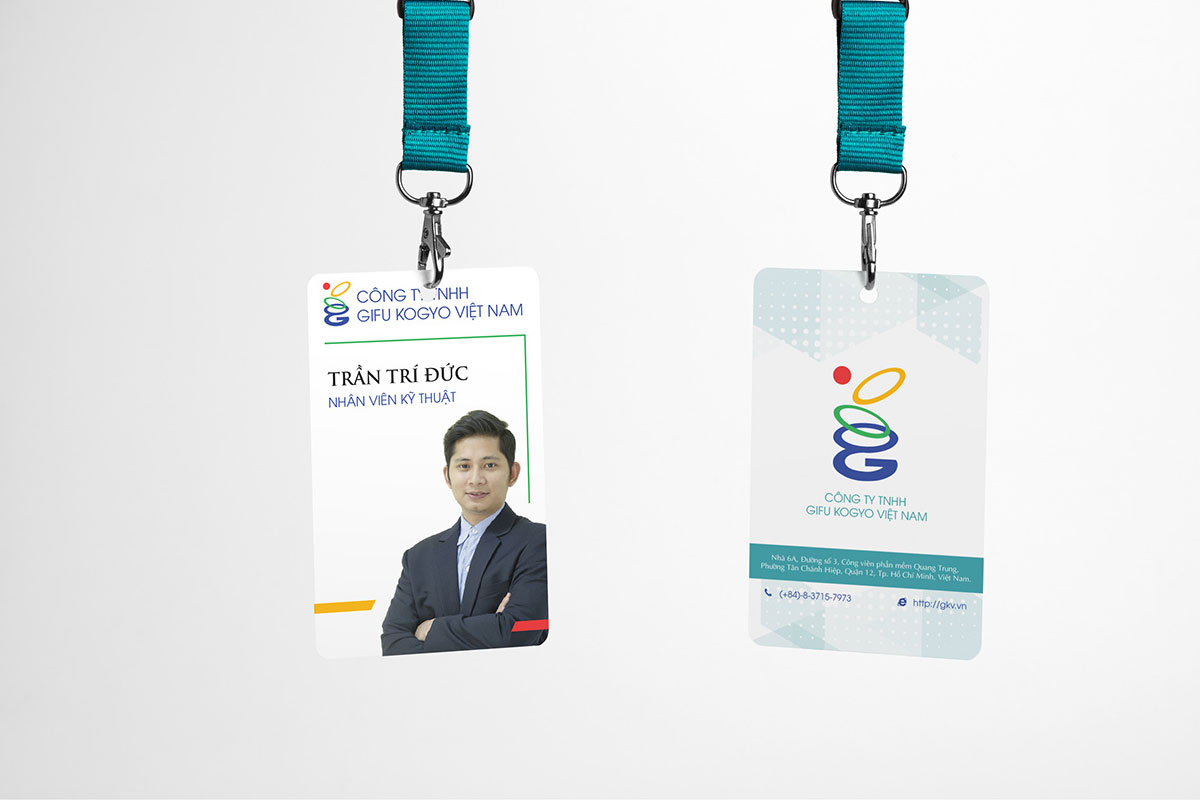 CÔNG TY TNHH
GIFU KOGYO VIỆT NAM
TRẦN TRÍ ĐỨC
NHÂN VIÊN KỸ THUẬT
G
CÔNG TY TNHH
GIFU KOGYO VIỆT NAM
Nhà 6A, Đường số 3, Công viên phần mềm Quang Trung,
Phường Tân Chánh Hiệp, Quận 12, Tp. Hồ Chí Minh, Việt Nam.
(+84)-8-3715-7973
http://gkv.vn